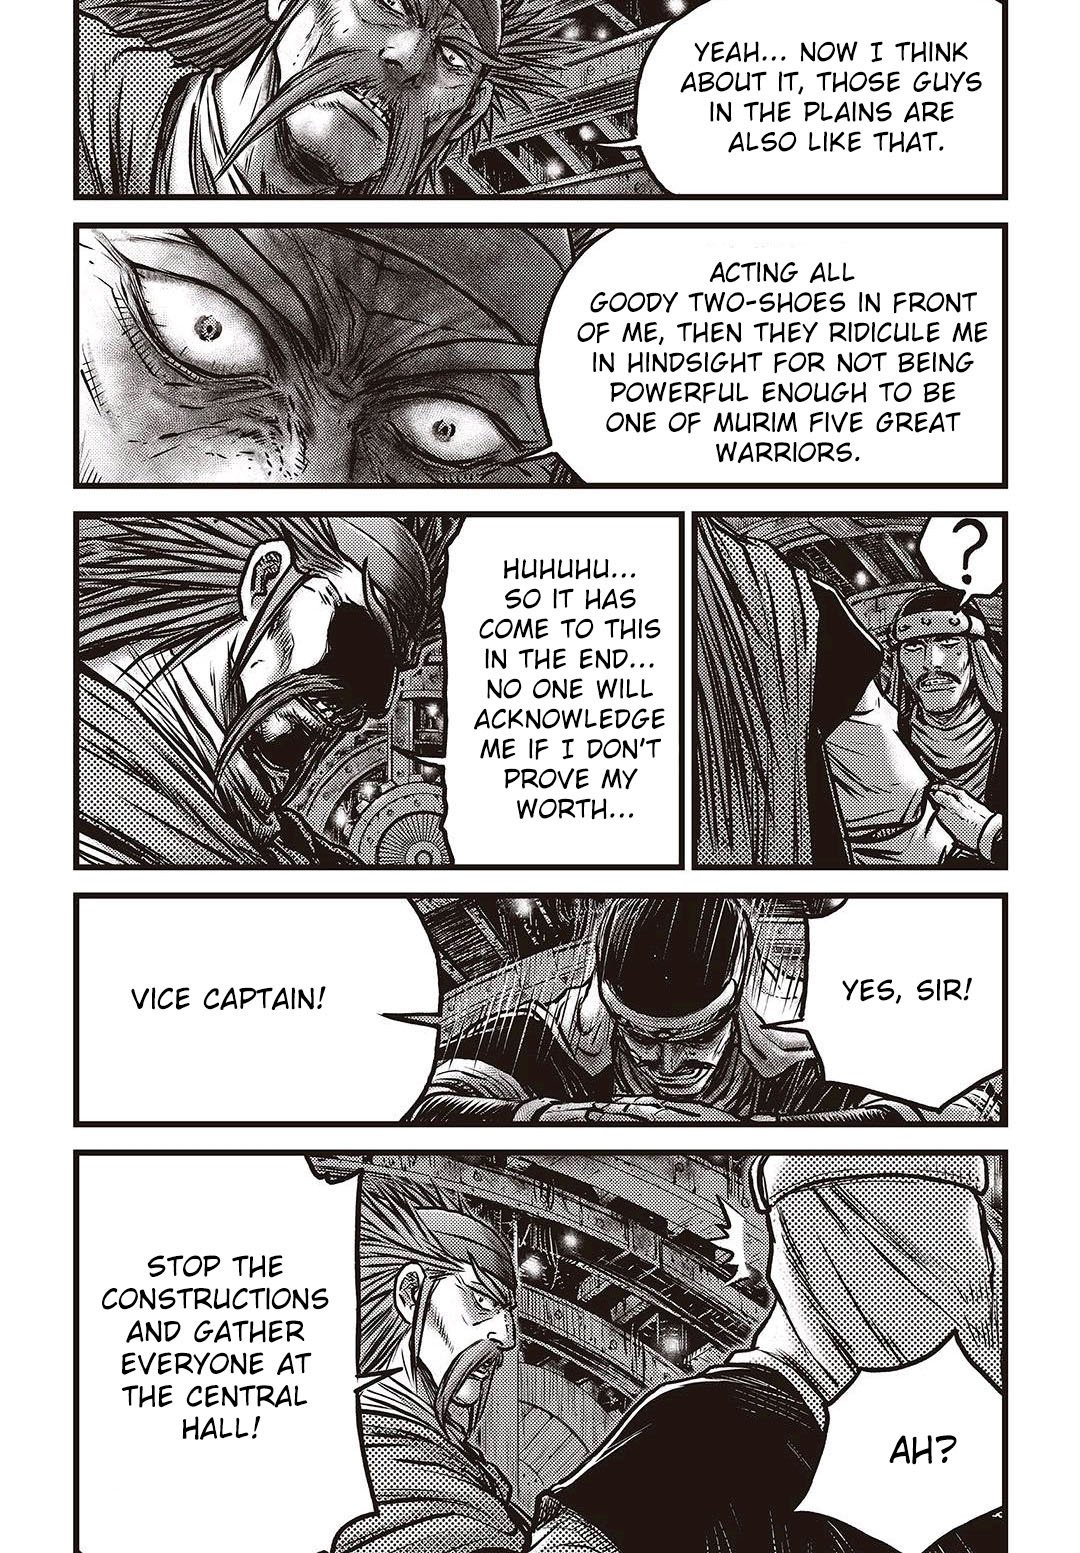 YEAH... NOW I THINK
ABOUT IT, THOSE GUYS
IN THE PLAINS ARE
ALSO LIKE THAT.
ACTING ALL
GOODY TWO-SHOES IN FRONT
OF ME, THEN THEY RIDICULE ME
IN HINDSIGHT FOR NOT BEING
POWERFUL ENOUGH TO BE
ONE OF MURIM FIVE GREAT
WARRIORS.
HUHUHU...
SO IT HAS
COME TO THIS
IN THE END...
NO ONE WILL
ACKNOWLEDGE
ME IF I DON'T
PROVE MY
WORTH...
?
VICE CAPTAIN!
YES, SIR!
STOP THE
CONSTRUCTIONS
AND GATHER
EVERYONE AT
THE CENTRAL
HALL!
AH?